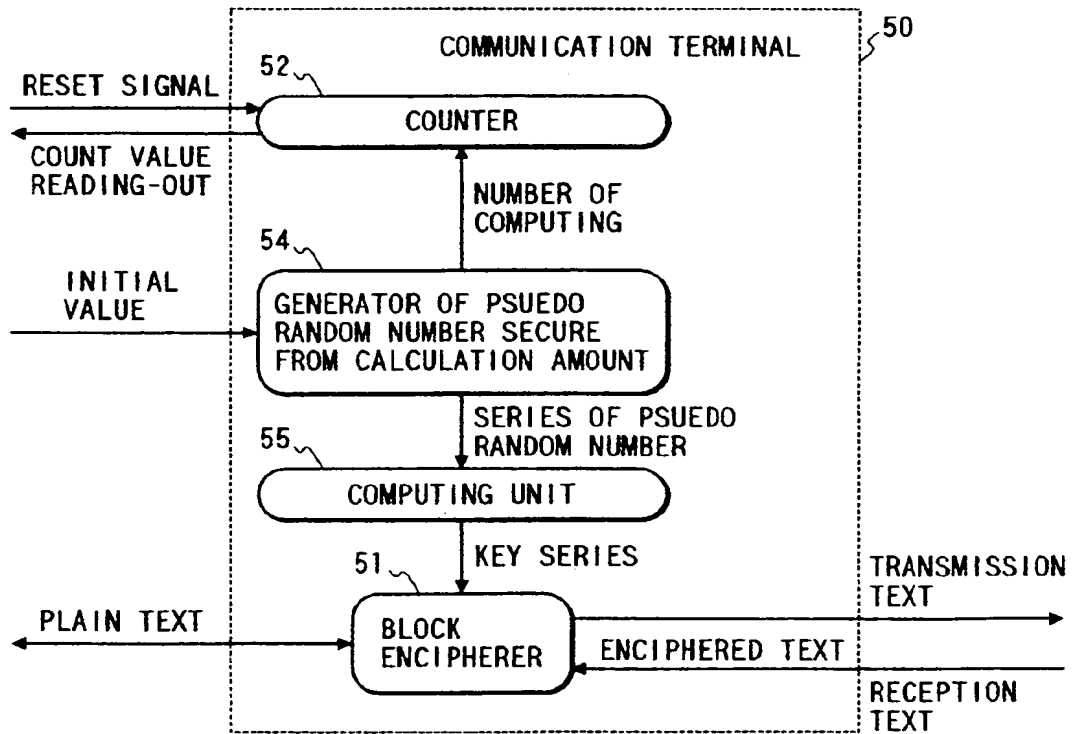 50
COMMUNICATION TERMINAL
52
RESET SIGNAL
COUNTER
COUNT VALUE
READING-OUT
NUMBER OF
COMPUTING
54
INITIAL
VALUE
GENERATOR OF PSUEDO
RANDOM NUMBER SECURE
FROM CALCULATION AMOUNT
SERIES OF PSUEDO
RANDOM NUMBER
55
COMPUTING UNIT
KEY SERIES
51
TRANSMISSION
TEXT
PLAIN TEXT
BLOCK
ENCIPHERER
ENCIPHERED TEXT
RECEPTION
TEXT